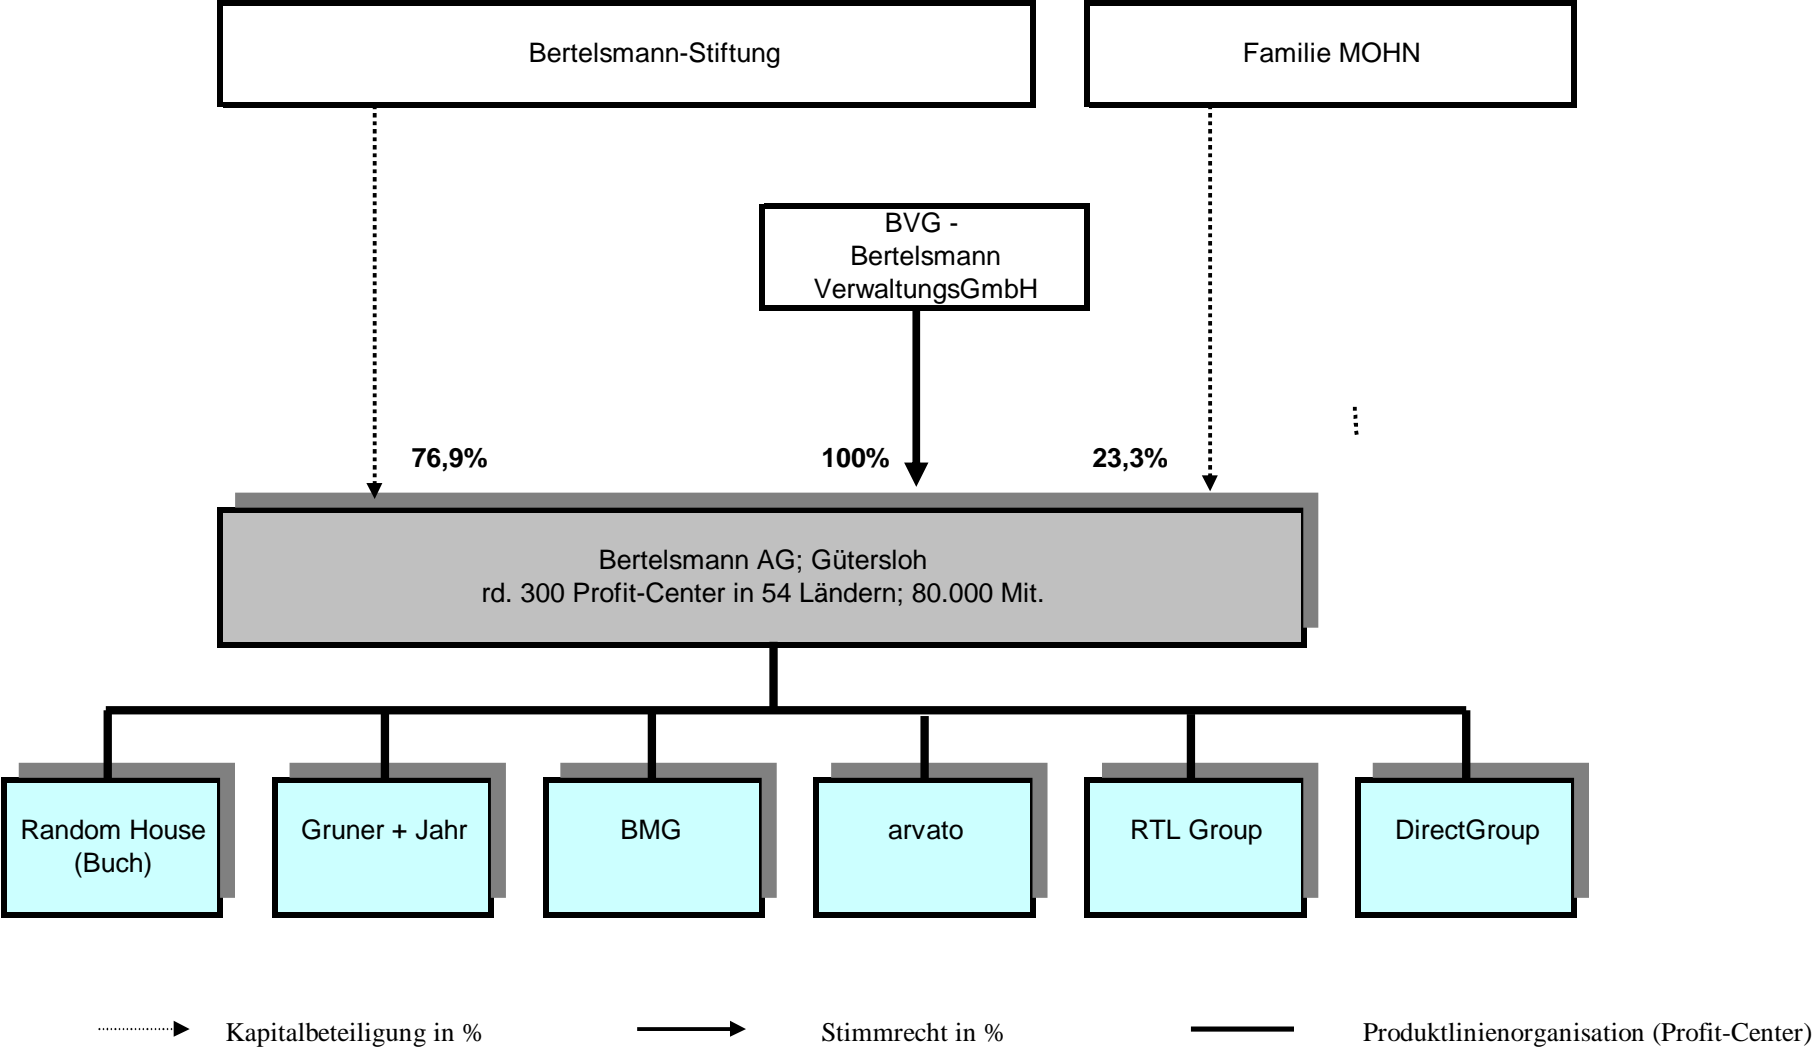 Bertelsmann-Stiftung
Familie MOHN
BVG -
Bertelsmann
VerwaltungsGmbH
76,9%
100%
23,3%
Bertelsmann AG; Gütersloh
rd. 300 Profit-Center in 54 Ländern; 80.000 Mit.
Random House
(Buch)
Gruner + Jahr
BMG
arvato
RTL Group
DirectGroup
Kapitalbeteiligung in %
Stimmrecht in %
Produktlinienorganisation (Profit-Center)